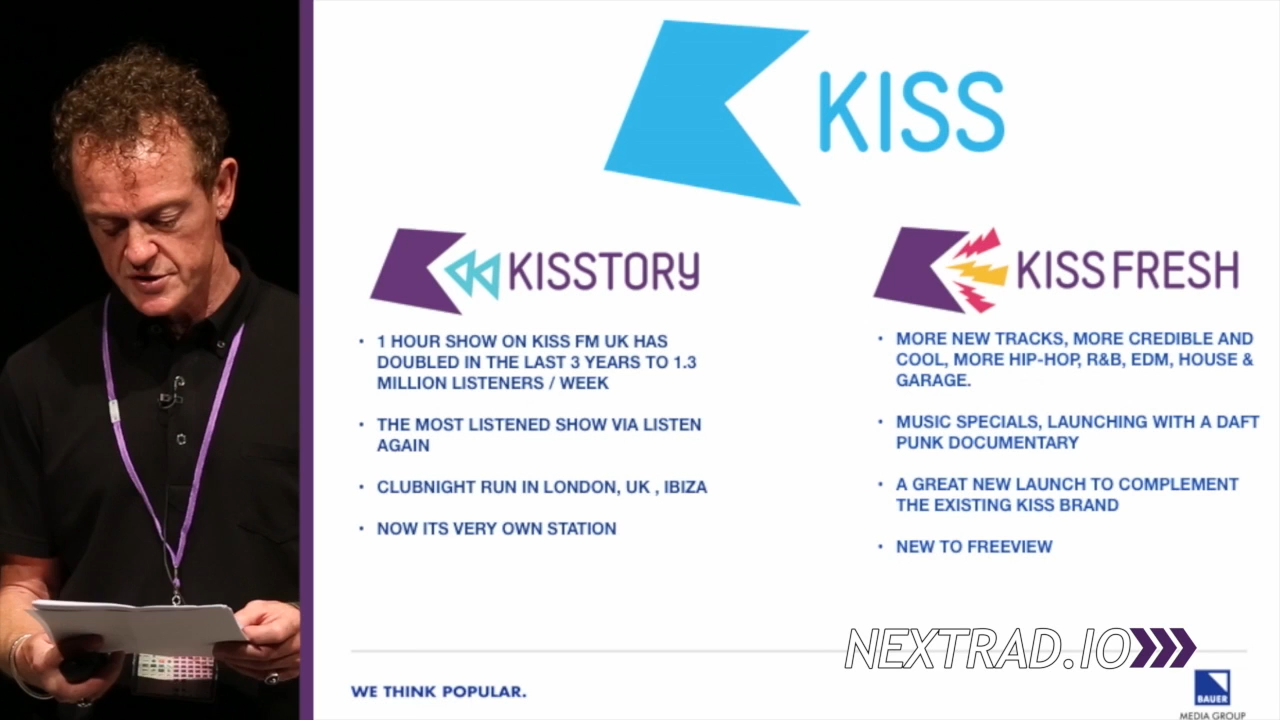 KISS
KISSTORY
1 HOUR SHOW ON KISS FM UK HAS
DOUBLED IN THE LAST 3 YEARS TO 1.3
MILLION LISTENERS / WEEK
THE MOST LISTENED SHOW VIA LISTEN
AGAIN
CLUBNIGHT RUN IN LONDON, UK , IBIZA
NOW ITS VERY OWN STATION
KISS FRESH
MORE NEW TRACKS, MORE CREDIBLE AND
COOL, MORE HIP-HOP, R&B, EDM, HOUSE &
GARAGE.
MUSIC SPECIALS, LAUNCHING WITH A DAFT
PUNK DOCUMENTARY
A GREAT NEW LAUNCH TO COMPLEMENT
THE EXISTING KISS BRAND
NEW TO FREEVIEW
NEXTRAD.IO
WE THINK POPULAR.
BAUER
MEDIA GROUP